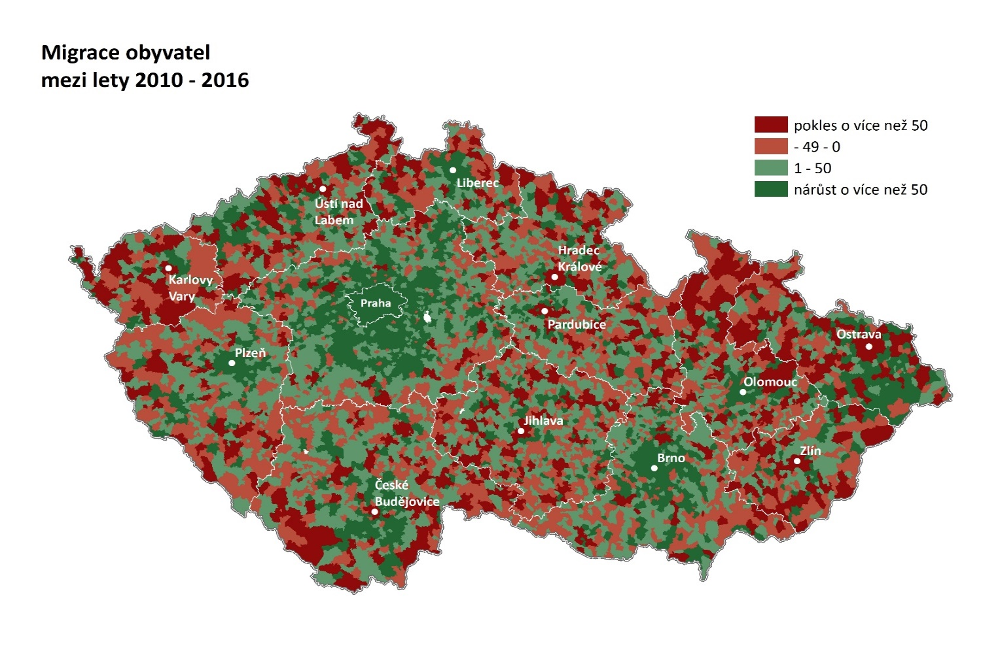 Migrace obyvatel
mezi lety 2010 - 2016
pokles o více než 50
- 49 - 0
1 - 50
nárůst o více než 50
Liberec
Ústí nad
Labem
Hradec
Králové
Karlovy
Vary
Praha
Pardubice
Ostrava
Plzeň
Olomouc
Jihlava
Zlín
Brno
České
Budějovice